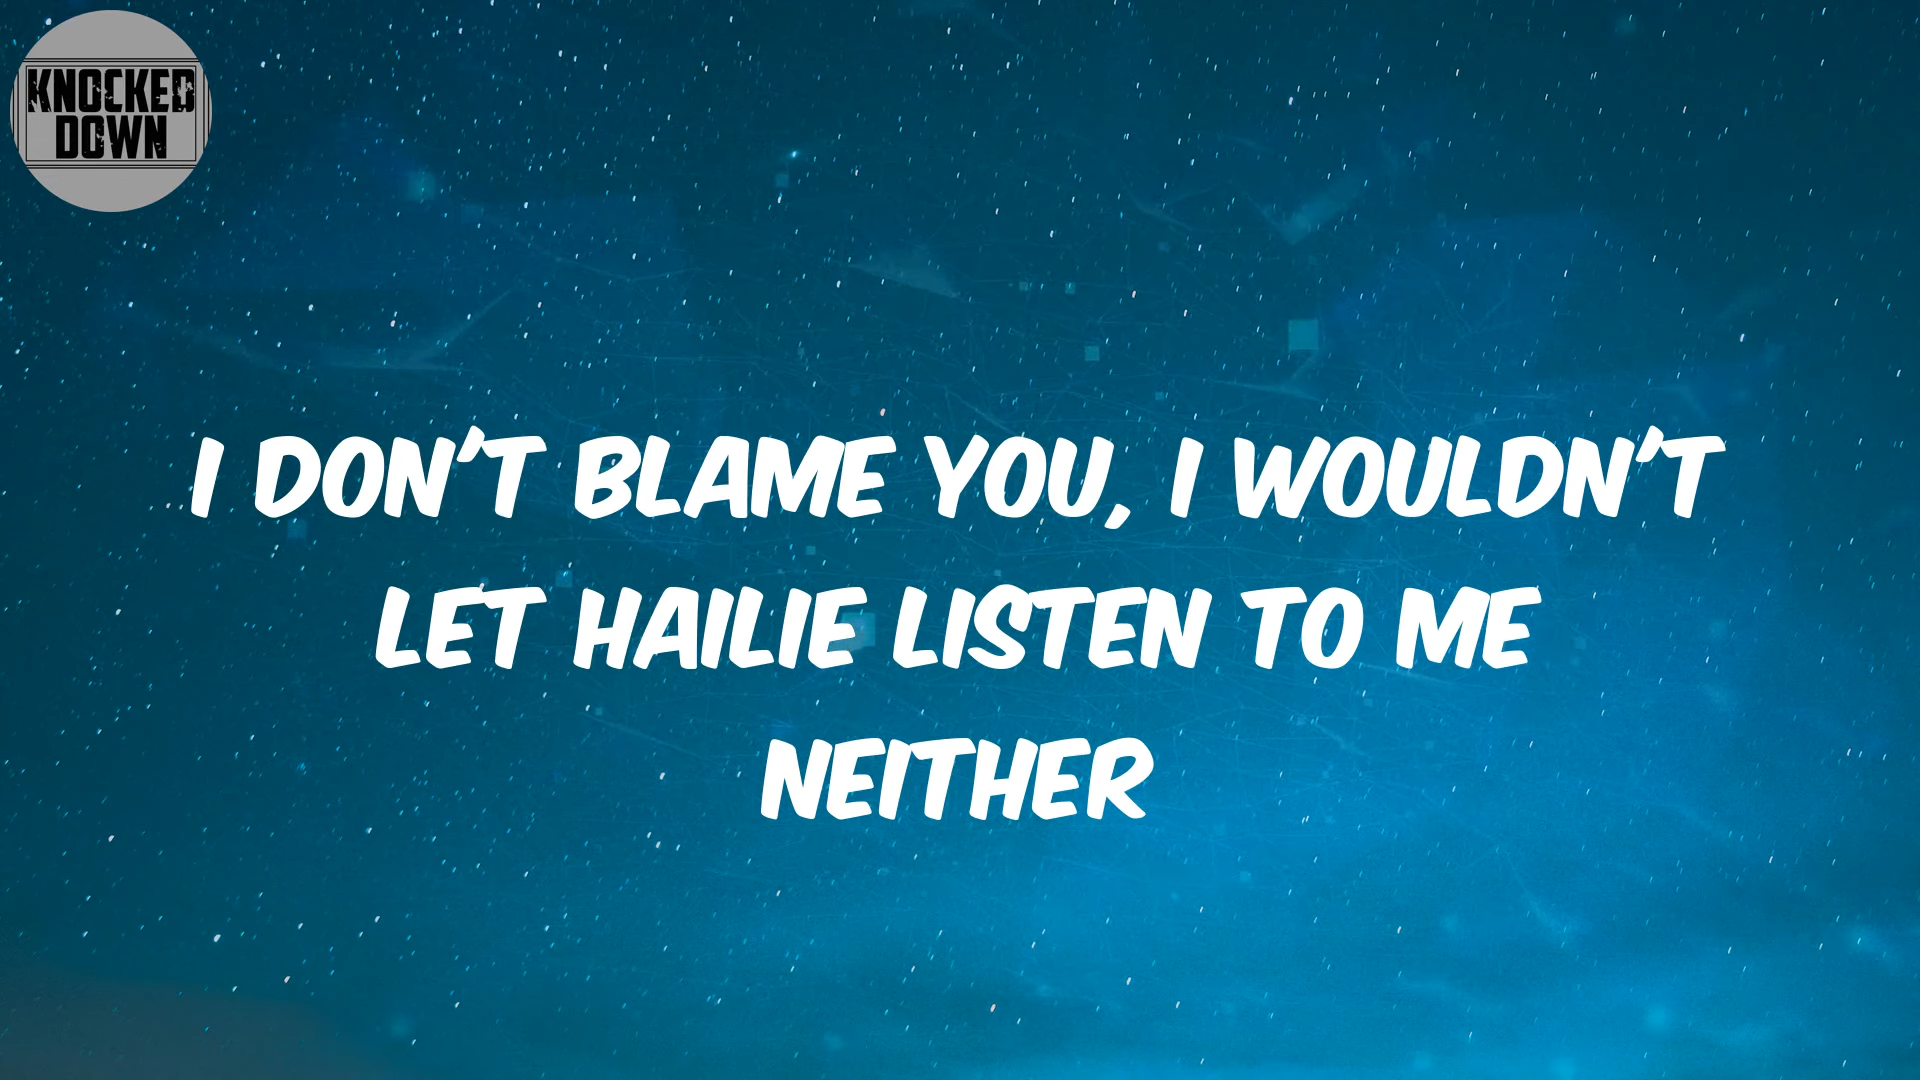 KNOCKED
DOWN
I DON'T BLAME YOU, I WOULDN'T
LET HAILIE LISTEN TO ME
NEITHER